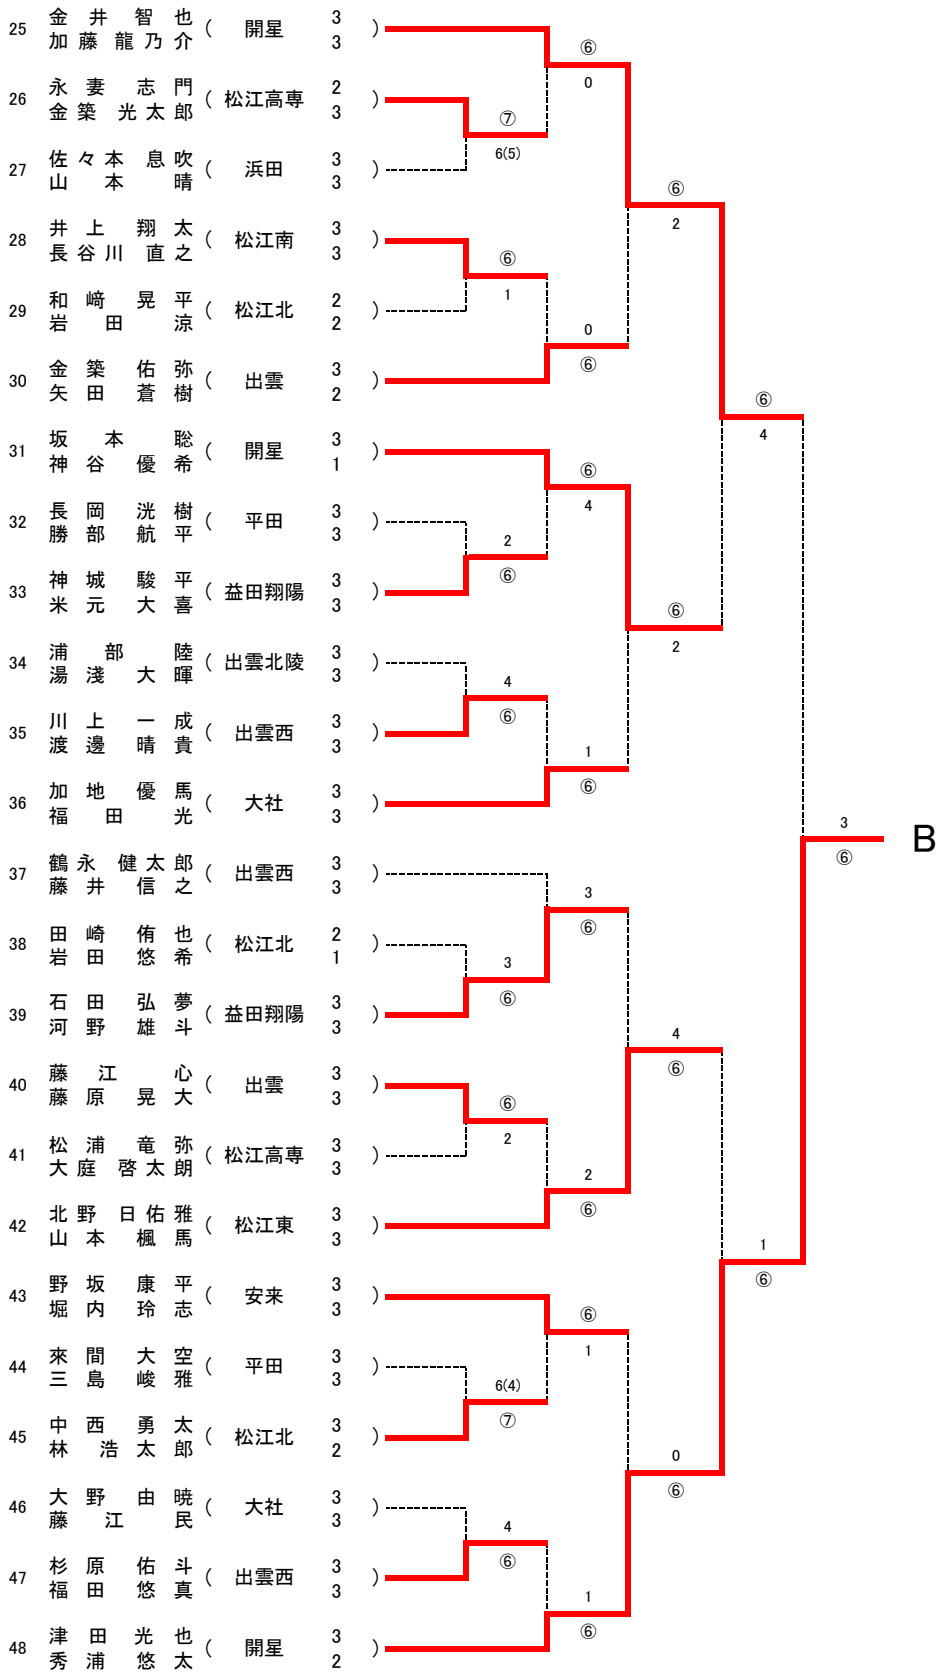 25 金井智也 ( 開星 3 )
加藤龍乃介 3
⑥
0
26 永妻志門 ( 松江高専 2 )
金築光太郎 3
⑦
6(5)
27 佐々本息吹 ( 浜田 3 )
山本晴 3
⑥
2
28 井上翔太 ( 松江南 3 )
長谷川直之 3
⑥
1
29 和﨑晃平 ( 松江北 2 )
岩田涼 2
0
⑥
30 金築佑弥 ( 出雲 3 )
矢田蒼樹 2
⑥
4
31 坂本聡 ( 開星 3 )
神谷優希 1
⑥
4
32 長岡洸樹 ( 平田 3 )
勝部航平 3
2
⑥
33 神城駿平 ( 益田翔陽 3 )
米元大喜 3
⑥
2
34 浦部陸 ( 出雲北陵 3 )
湯淺大暉 3
4
⑥
35 川上一成 ( 出雲西 3 )
渡邊晴貴 3
1
⑥
36 加地優馬 ( 大社 3 )
福田光 3
3
⑥
B
37 鶴永健太郎 ( 出雲西 3 )
藤井信之 3
3
⑥
38 田崎侑也 ( 松江北 2 )
岩田悠希 1
3
⑥
39 石田弘夢 ( 益田翔陽 3 )
河野雄斗 3
4
⑥
40 藤江心 ( 出雲 3 )
藤原晃大 3
⑥
2
41 松浦竜弥 ( 松江高専 3 )
大庭啓太朗 3
2
⑥
42 北野日佑雅 ( 松江東 3 )
山本楓馬 3
1
⑥
43 野坂康平 ( 安来 3 )
堀内玲志 3
⑥
1
44 來間大空 ( 平田 3 )
三島峻雅 3
6(4)
⑦
45 中西勇太 ( 松江北 3 )
林浩太郎 2
0
⑥
46 大野由暁 ( 大社 3 )
藤江民 3
4
⑥
47 杉原佑斗 ( 出雲西 3 )
福田悠真 3
1
⑥
48 津田光也 ( 開星 3 )
秀浦悠太 2